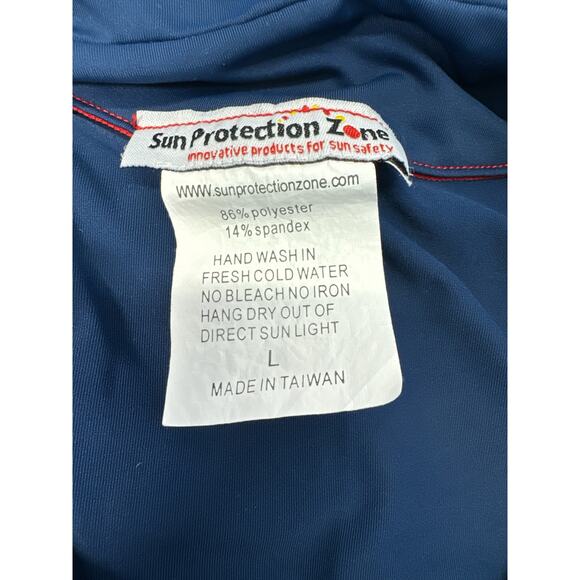 Sun Protection Zone
innovative products for sun safety
www.sunprotectionzone.com
86% polyester
14% spandex
HAND WASH IN
FRESH COLD WATER
NO BLEACH NO IRON
HANG DRY OUT OF
DIRECT SUN LIGHT
L
MADE IN TAIWAN